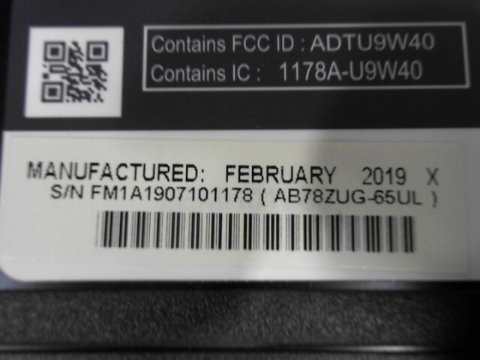 Contains FCC ID : ADTU9W40
Contains IC : 1178A-U9W40
MANUFACTURED: FEBRUARY 2019 X
S/N FM1A1907101178 ( AB78ZUG-65UL )